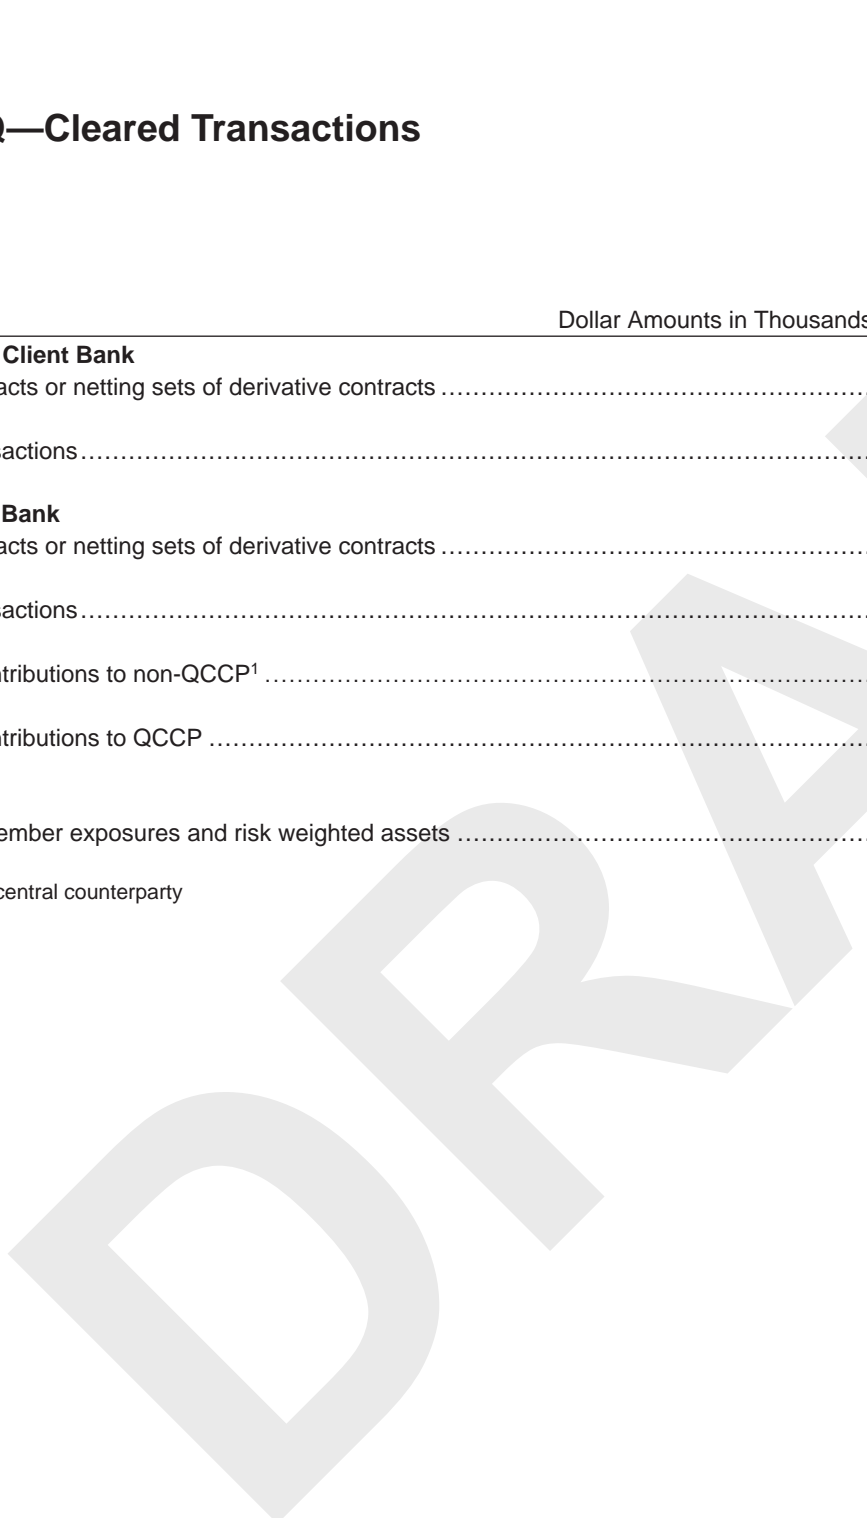 —Cleared Transactions
Dollar Amounts in Thousands
Client Bank
acts or netting sets of derivative contracts
sactions
Bank
acts or netting sets of derivative contracts
sactions
ntributions to non-QCCP¹
ntributions to QCCP
ember exposures and risk weighted assets
central counterparty
DRA